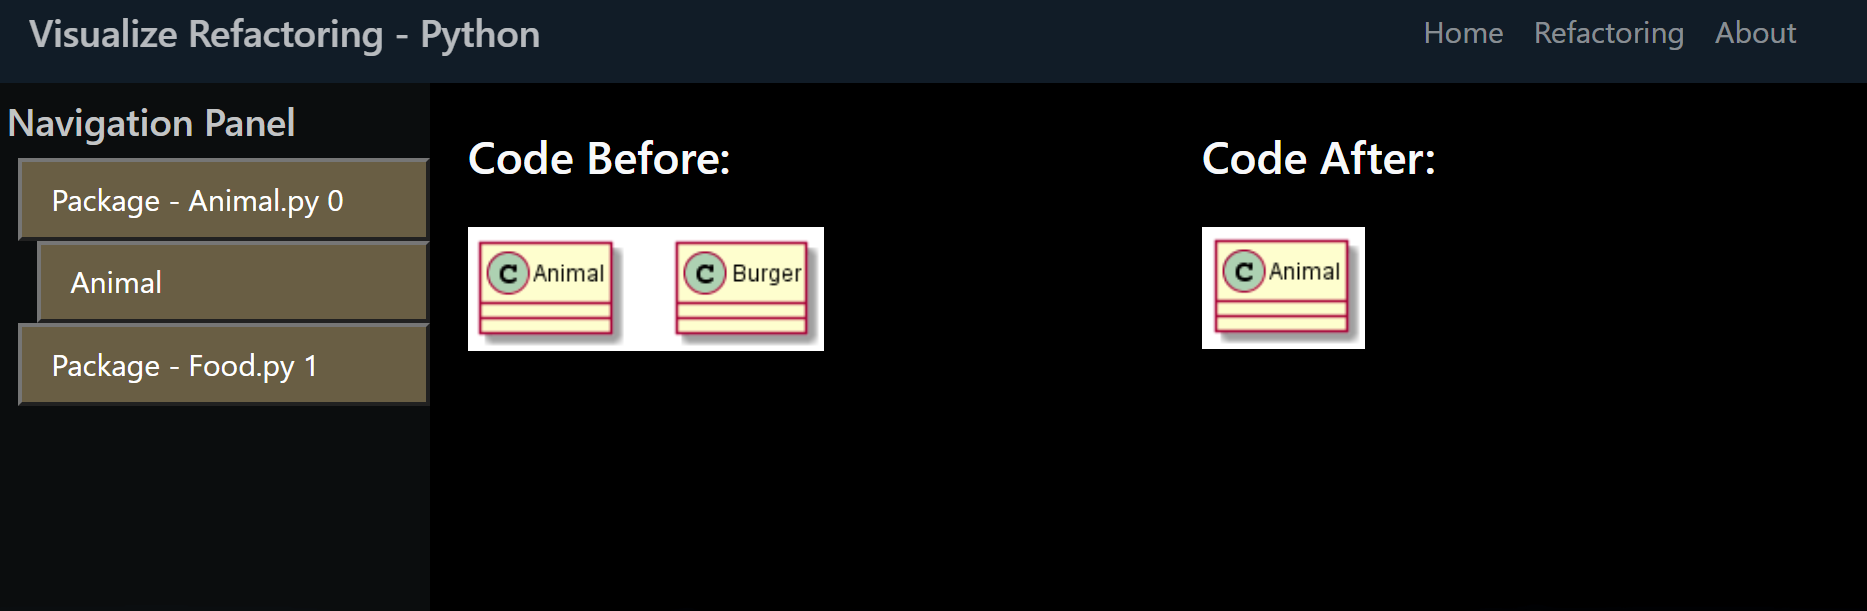 Visualize Refactoring - Python
Home Refactoring About
Navigation Panel
Package - Animal.py 0
Animal
Package - Food.py 1
Code Before:
C Animal
C Burger
Code After:
C Animal